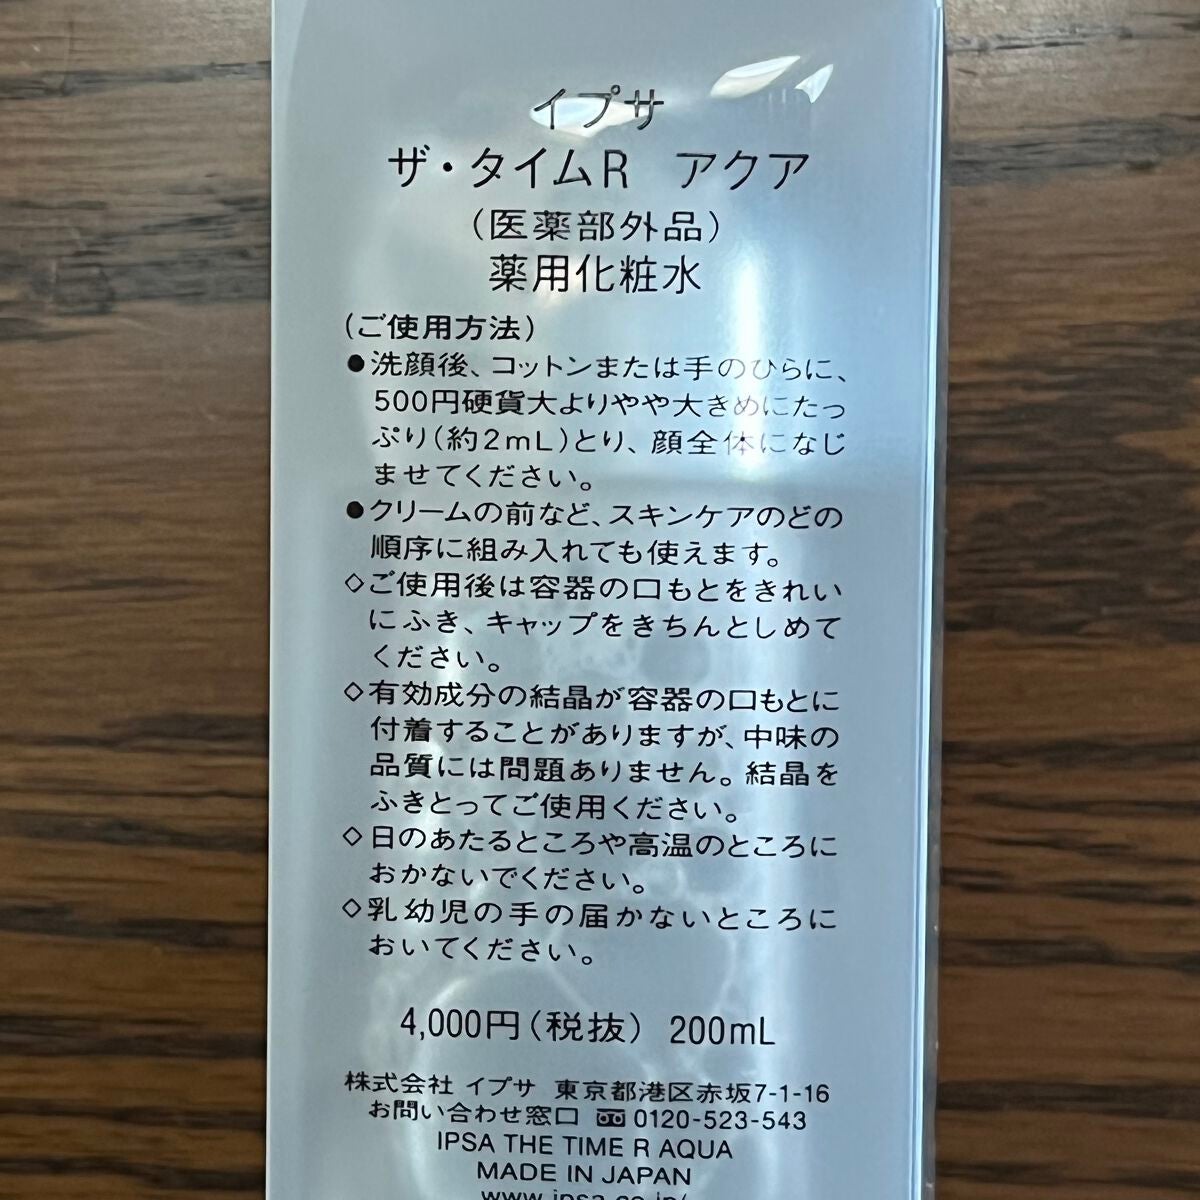 イプサ
ザ・タイムR アクア
(医薬部外品)
薬用化粧水
(ご使用方法)
●洗顔後、コットンまたは手のひらに、
500円硬貨大よりやや大きめにたっ
ぷり(約2mL)とり、顔全体になじ
ませてください。
●クリームの前など、スキンケアのどの
順序に組み入れても使えます。
◇ご使用後は容器の口もとをきれい
にふき、キャップをきちんとしめて
ください。
◇有効成分の結晶が容器の口もとに
付着することがありますが、中味の
品質には問題ありません。結晶を
ふきとってご使用ください。
◇日のあたるところや高温のところに
おかないでください。
◇乳幼児の手の届かないところに
おいてください。
4,000円(税抜) 200mL
株式会社 イプサ 東京都港区赤坂7-1-16
お問い合わせ窓口 0120-523-543
IPSA THE TIME R AQUA
MADE IN JAPAN
www.ipsa.co.jp/